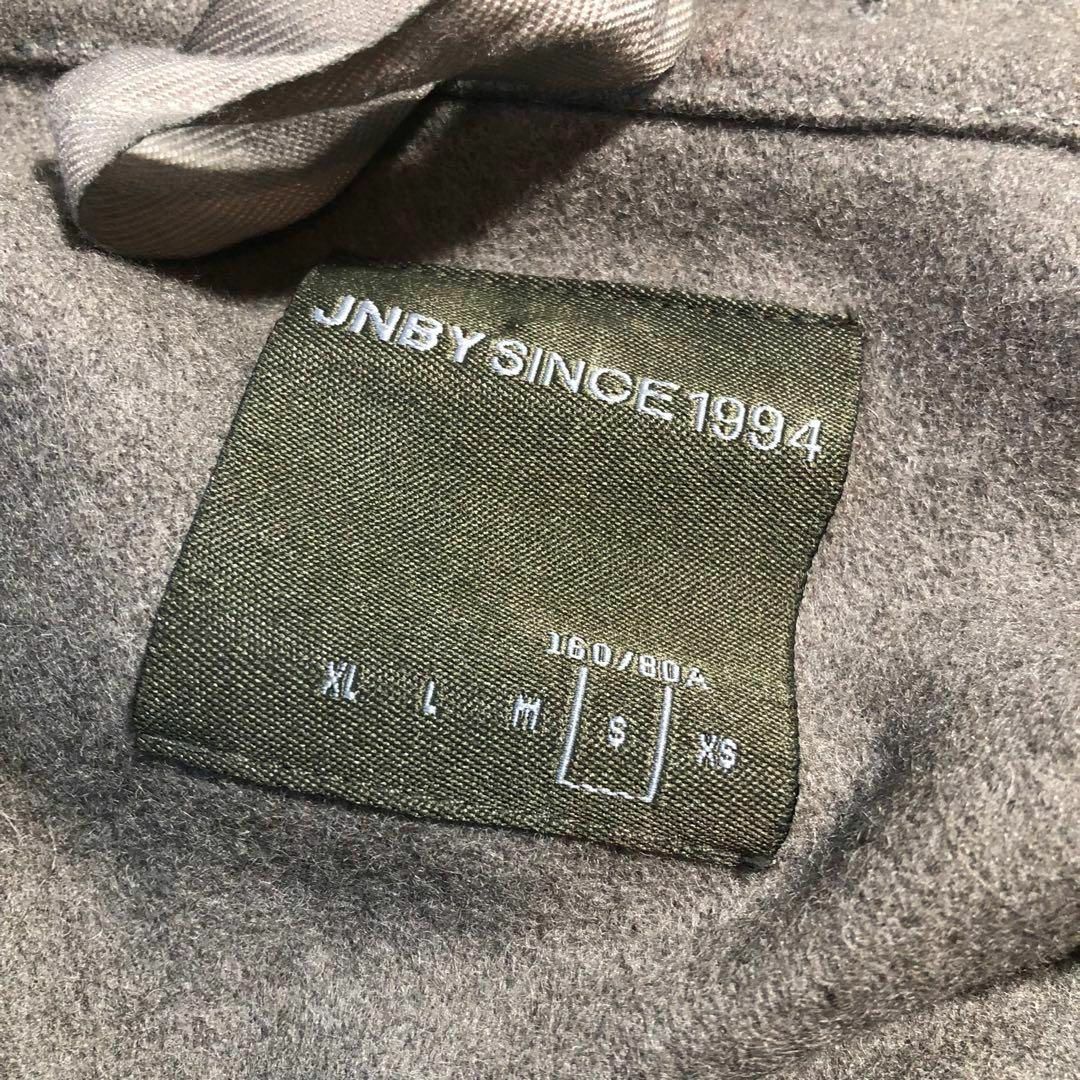 JNBY SINCE 1994
160/80A
XL L M S XS